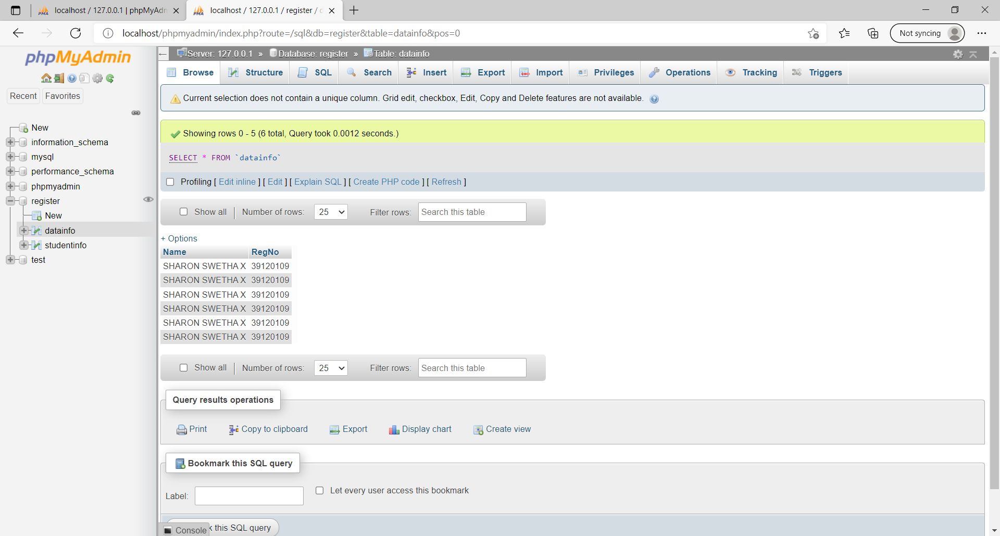 localhost / 127.0.0.1 | phpMyAdn
localhost / 127.0.0.1 / register /
localhost/phpmyadmin/index.php?route=/sql&db=register&table=datainfo&pos=0
Not syncing
phpMyAdmin
Recent
Favorites
New
information_schema
mysql
performance_schema
phpmyadmin
register
New
datainfo
studentinfo
test
Server: 127.0.0.1 » Database: register » Table: datainfo
Browse
Structure
SQL
Search
Insert
Export
Import
Privileges
Operations
Tracking
Triggers
Current selection does not contain a unique column. Grid edit, checkbox, Edit, Copy and Delete features are not available.
Showing rows 0 - 5 (6 total, Query took 0.0012 seconds.)
SELECT * FROM `datainfo`
Profiling [ Edit inline ] [ Edit ] [ Explain SQL ] [ Create PHP code ] [ Refresh ]
Show all | Number of rows: 25 Filter rows: Search this table
+ Options
Name RegNo
SHARON SWETHA X 39120109
SHARON SWETHA X 39120109
SHARON SWETHA X 39120109
SHARON SWETHA X 39120109
SHARON SWETHA X 39120109
SHARON SWETHA X 39120109
Show all | Number of rows: 25 Filter rows: Search this table
Query results operations
Print
Copy to clipboard
Export
Display chart
Create view
Bookmark this SQL query
Label:
Let every user access this bookmark
Console
k this SQL query